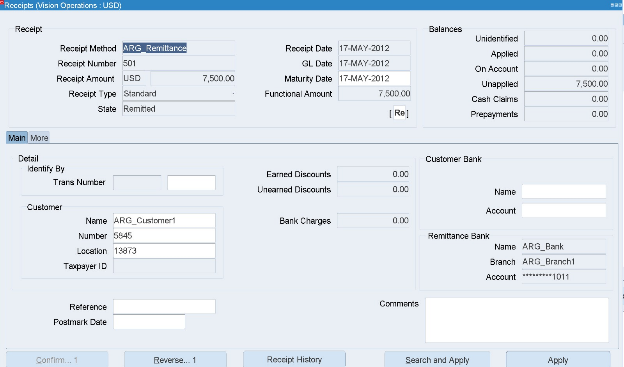 Receipts (Vision Operations : USD)
Receipt
Receipt Method ARG_Remittance
Receipt Number 501
Receipt Amount USD 7,500.00
Receipt Type Standard
State Remitted
Receipt Date 17-MAY-2012
GL Date 17-MAY-2012
Maturity Date 17-MAY-2012
Functional Amount 7,500.00
[ Re ]
Balances
Unidentified 0.00
Applied 0.00
On Account 0.00
Unapplied 7,500.00
Cash Claims 0.00
Prepayments 0.00
Main More
Detail
Identify By
Trans Number
Customer
Name ARG_Customer1
Number 5845
Location 13873
Taxpayer ID
Reference
Postmark Date
Earned Discounts 0.00
Unearned Discounts 0.00
Bank Charges 0.00
Customer Bank
Name
Account
Remittance Bank
Name ARG_Bank
Branch ARG_Branch1
Account *********1011
Comments
Confirm... 1 Reverse... 1 Receipt History Search and Apply Apply